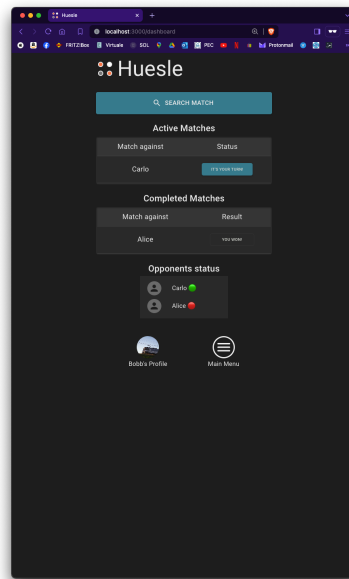 Huesle
localhost:3000/dashboard
FRITZ!Box Virtuale SOL PEC Protonmail
Huesle
SEARCH MATCH
Active Matches
Match against Status
Carlo IT'S YOUR TURN
Completed Matches
Match against Result
Alice YOU WON!
Opponents status
Carlo
Alice
Bobb's Profile Main Menu